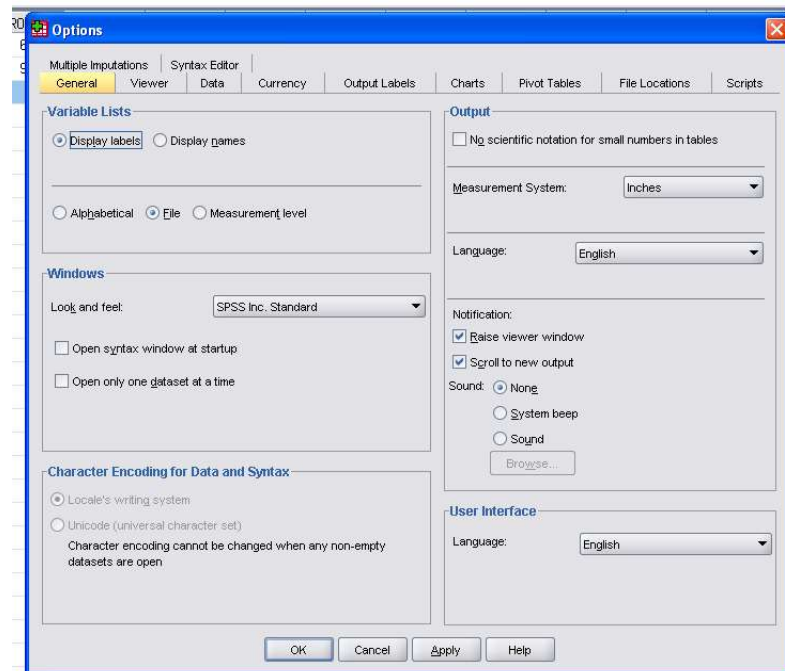 Options
Multiple Imputations Syntax Editor
General Viewer Data Currency Output Labels Charts Pivot Tables File Locations Scripts
Variable Lists
Display labels Display names
Alphabetical File Measurement level
Windows
Look and feel: SPSS Inc. Standard
Open syntax window at startup
Open only one dataset at a time
Character Encoding for Data and Syntax
Locale's writing system
Unicode (universal character set)
Character encoding cannot be changed when any non-empty
datasets are open
Output
No scientific notation for small numbers in tables
Measurement System: Inches
Language: English
Notification:
Raise viewer window
Scroll to new output
Sound: None
System beep
Sound
Browse...
User Interface
Language: English
OK Cancel Apply Help